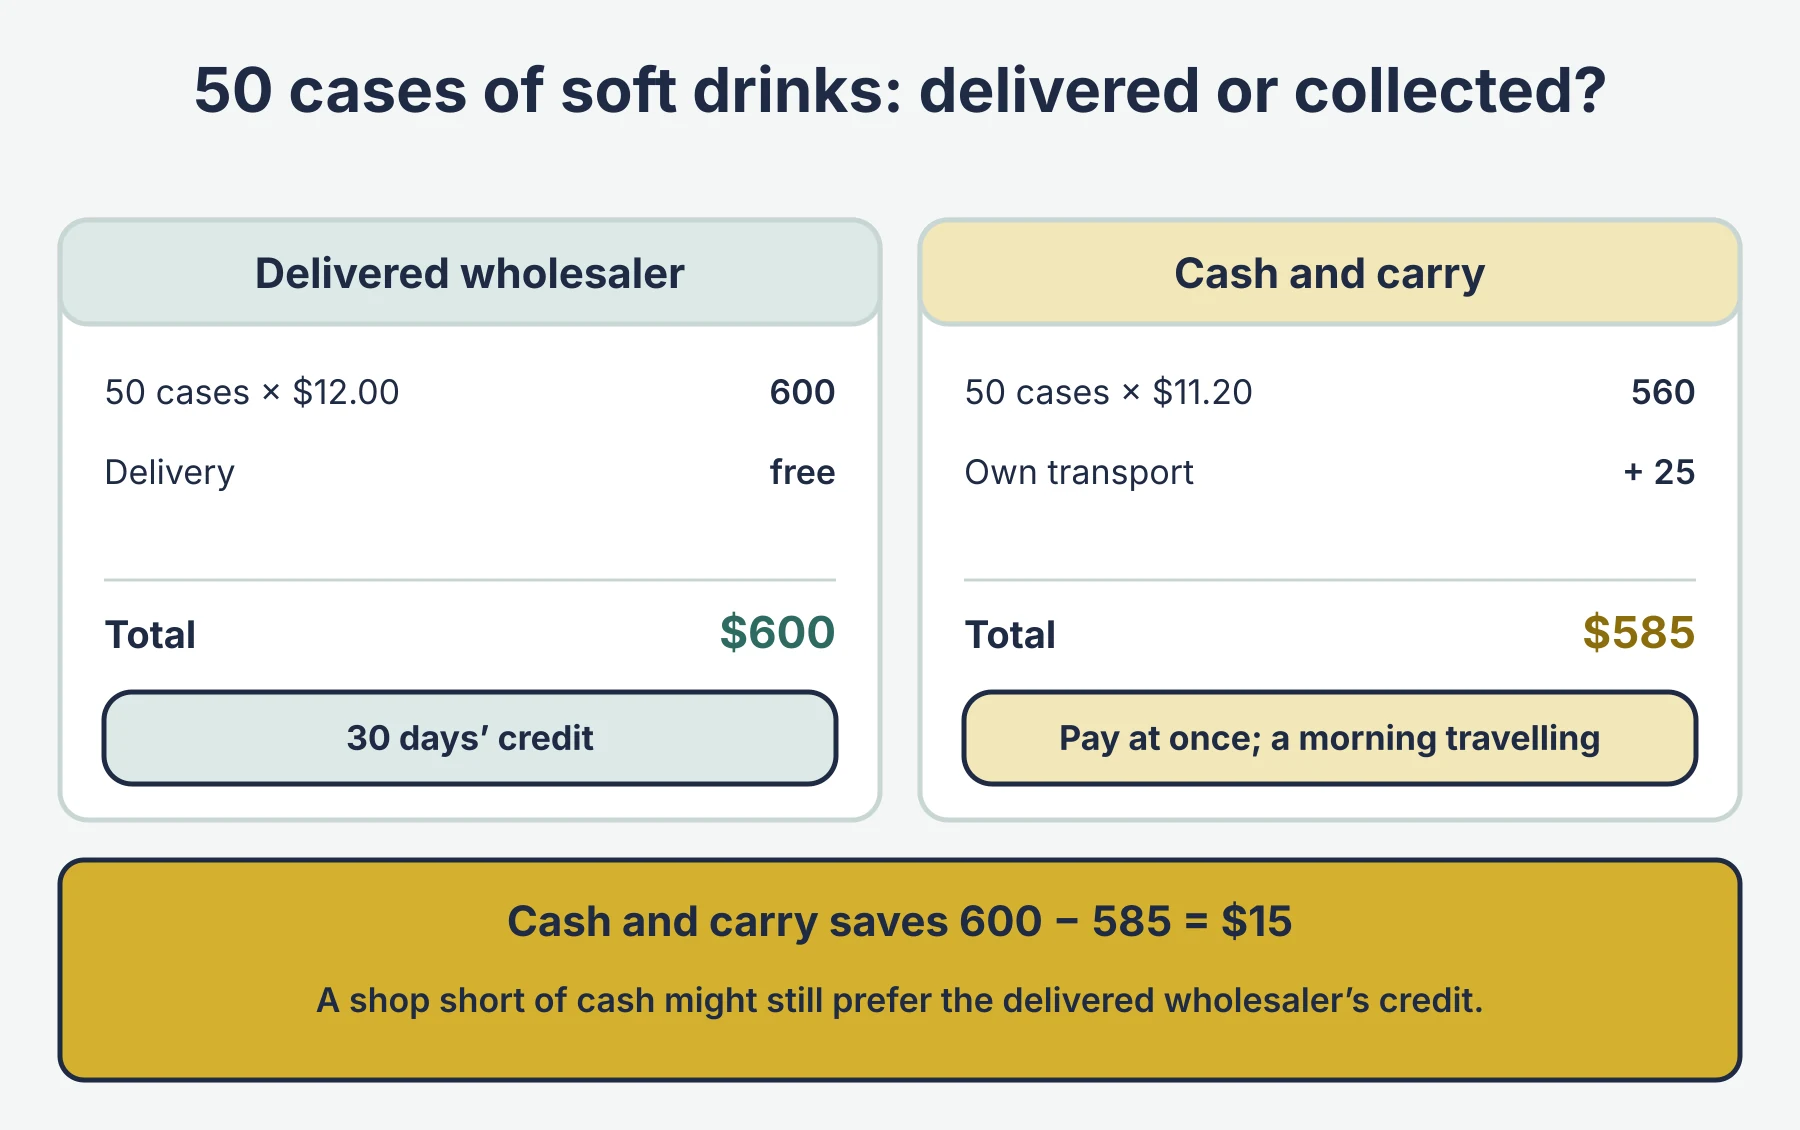 50 cases of soft drinks: delivered or collected?
Delivered wholesaler
50 cases × $12.00 600
Delivery free
Total $600
30 days’ credit
Cash and carry
50 cases × $11.20 560
Own transport + 25
Total $585
Pay at once; a morning travelling
Cash and carry saves 600 − 585 = $15
A shop short of cash might still prefer the delivered wholesaler’s credit.